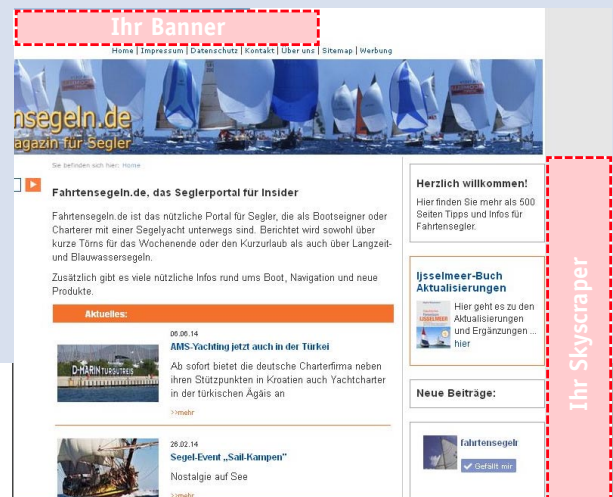 Ihr Banner
Home | Impressum | Datenschutz | Kontakt | Über uns | Sitemap | Werbung
nsegeln.de
agazin für Segler
Sie befinden sich hier: Home
Fahrtensegeln.de, das Seglerportal für Insider
Fahrtensegeln.de ist das nützliche Portal für Segler, die als Bootseigner oder
Charterer mit einer Segelyacht unterwegs sind. Berichtet wird sowohl über
kurze Törns für das Wochenende oder den Kurzurlaub als auch über Langzeit-
und Blauwassersegeln.
Zusätzlich gibt es viele nützliche Infos rund ums Boot, Navigation und neue
Produkte.
Aktuelles:
06.06.14
AMS-Yachting jetzt auch in der Türkei
Ab sofort bietet die deutsche Charterfirma neben
ihren Stützpunkten in Kroatien auch Yachtcharter
in der türkischen Ägäis an
>>mehr
D-MARIN TURGUTREIS
26.02.14
Segel-Event „Sail-Kampen"
Nostalgie auf See
>>mehr
Herzlich willkommen!
Hier finden Sie mehr als 500
Seiten Tipps und Infos für
Fahrtensegler.
Ijsselmeer-Buch
Aktualisierungen
Hier geht es zu den
Aktualisierungen
und Ergänzungen ...
hier
IJSSELMEER
Neue Beiträge:
fahrtensegeln
Gefällt mir
Ihr Skyscraper